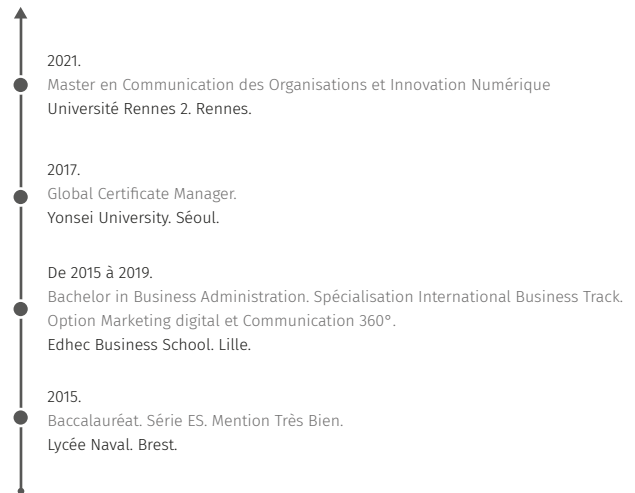 2021.
Master en Communication des Organisations et Innovation Numérique
Université Rennes 2. Rennes.
2017.
Global Certificate Manager.
Yonsei University. Séoul.
De 2015 à 2019.
Bachelor in Business Administration. Spécialisation International Business Track.
Option Marketing digital et Communication 360°.
Edhec Business School. Lille.
2015.
Baccalauréat. Série ES. Mention Très Bien.
Lycée Naval. Brest.